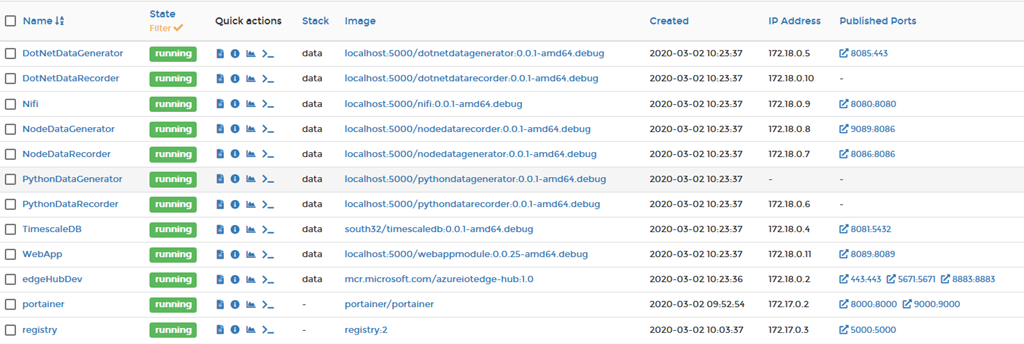 Name State Filter Quick actions Stack Image Created IP Address Published Ports
DotNetDataGenerator running data localhost:5000/dotnetdatagenerator:0.0.1-amd64.debug 2020-03-02 10:23:37 172.18.0.5 8085:443
DotNetDataRecorder running data localhost:5000/dotnetdatarecorder:0.0.1-amd64.debug 2020-03-02 10:23:37 172.18.0.10 -
Nifi running data localhost:5000/nifi:0.0.1-amd64.debug 2020-03-02 10:23:37 172.18.0.9 8080:8080
NodeDataGenerator running data localhost:5000/nodedatarecorder:0.0.1-amd64.debug 2020-03-02 10:23:37 172.18.0.8 9089:8086
NodeDataRecorder running data localhost:5000/nodedatagenerator:0.0.1-amd64.debug 2020-03-02 10:23:37 172.18.0.7 8086:8086
PythonDataGenerator running data localhost:5000/pythondatagenerator:0.0.1-amd64.debug 2020-03-02 10:23:37 - -
PythonDataRecorder running data localhost:5000/pythondatarecorder:0.0.1-amd64.debug 2020-03-02 10:23:37 172.18.0.6 -
TimescaleDB running data south32/timescaledb:0.0.1-amd64.debug 2020-03-02 10:23:37 172.18.0.4 8081:5432
WebApp running data localhost:5000/webappmodule:0.0.25-amd64.debug 2020-03-02 10:23:37 172.18.0.11 8089:8089
edgeHubDev running data mcr.microsoft.com/azureiotedge-hub:1.0 2020-03-02 10:23:36 172.18.0.2 443:443 5671:5671 8883:8883
portainer running - portainer/portainer 2020-03-02 09:52:54 172.17.0.2 8000:8000 9000:9000
registry running - registry:2 2020-03-02 10:03:37 172.17.0.3 5000:5000